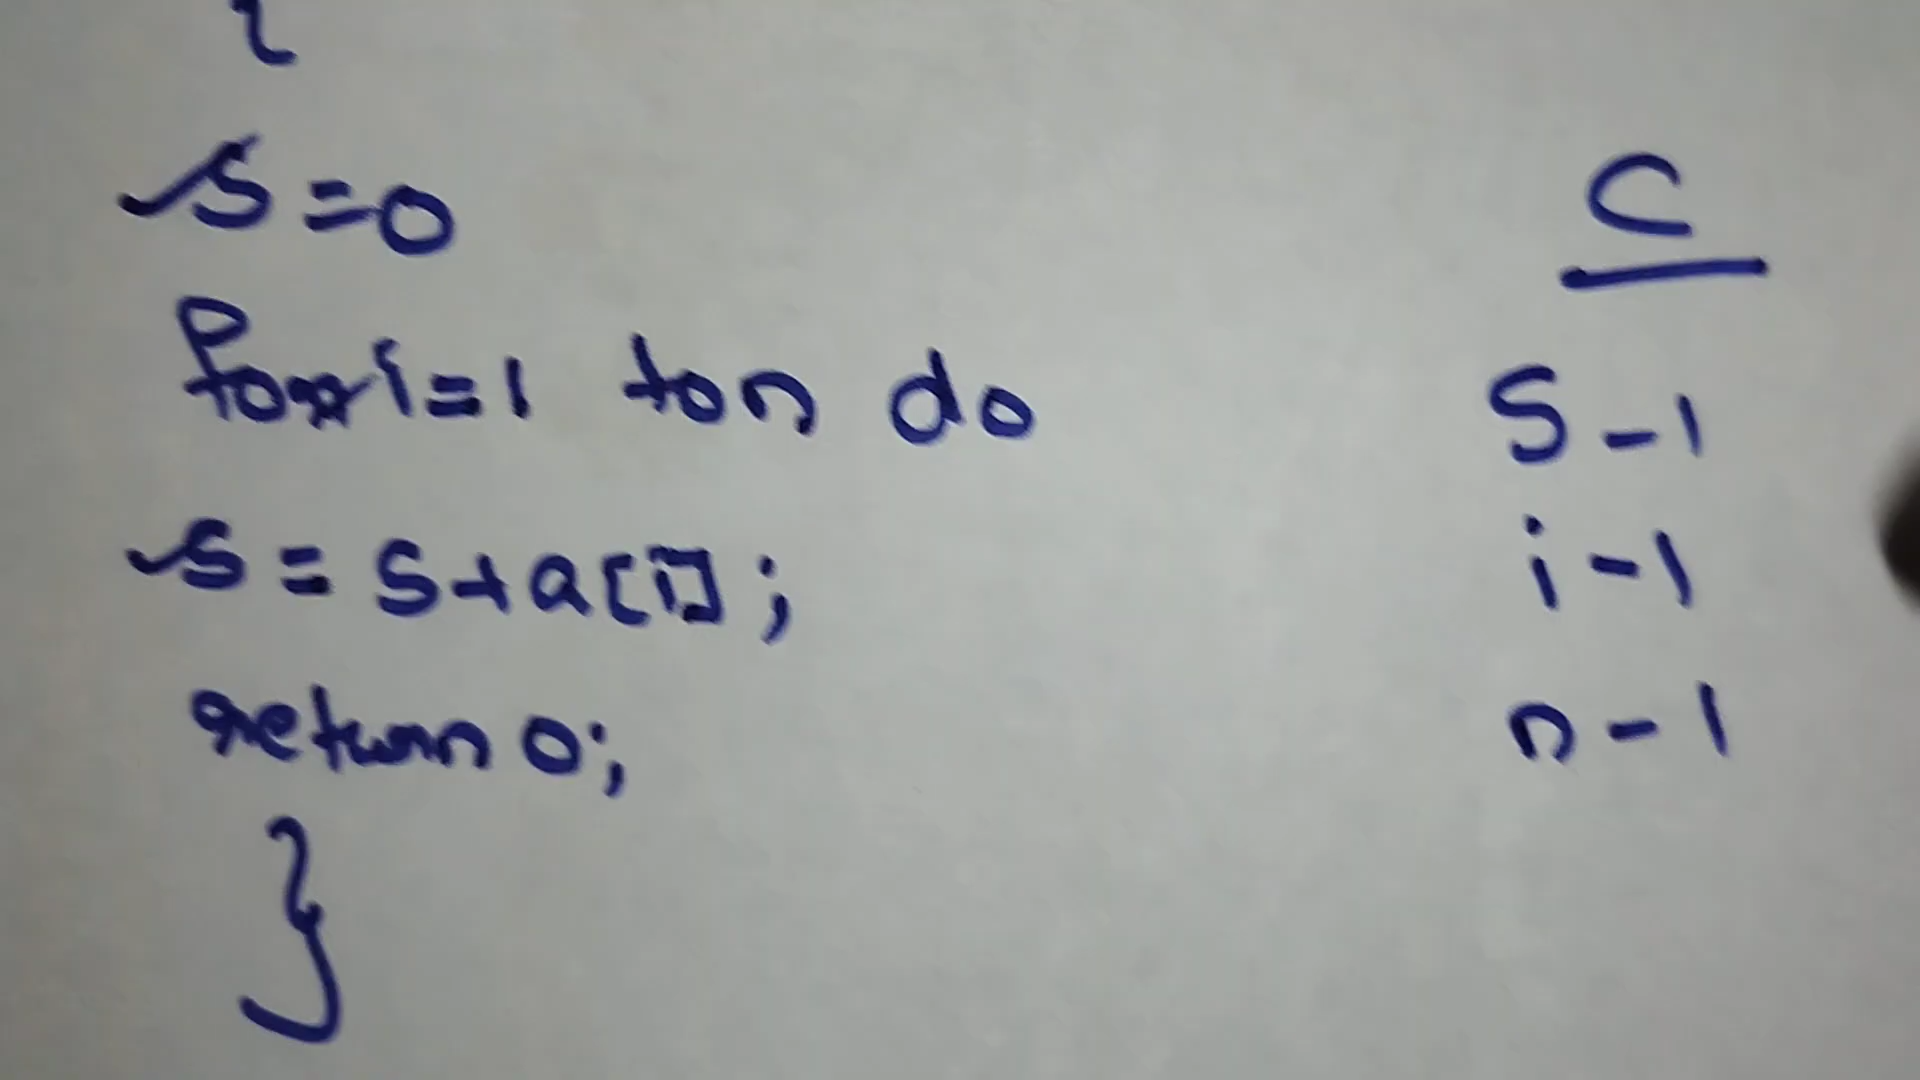 {
s=0
for i=1 to n do
s = s+a[i];
return 0;
}
C
S-1
i-1
n-1